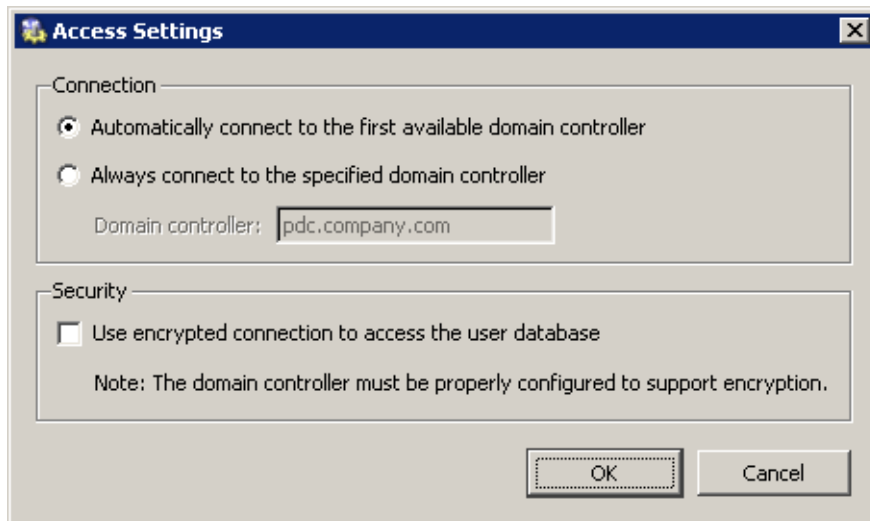 Access Settings
Connection
Automatically connect to the first available domain controller
Always connect to the specified domain controller
Domain controller: pdc.company.com
Security
Use encrypted connection to access the user database
Note: The domain controller must be properly configured to support encryption.
OK Cancel